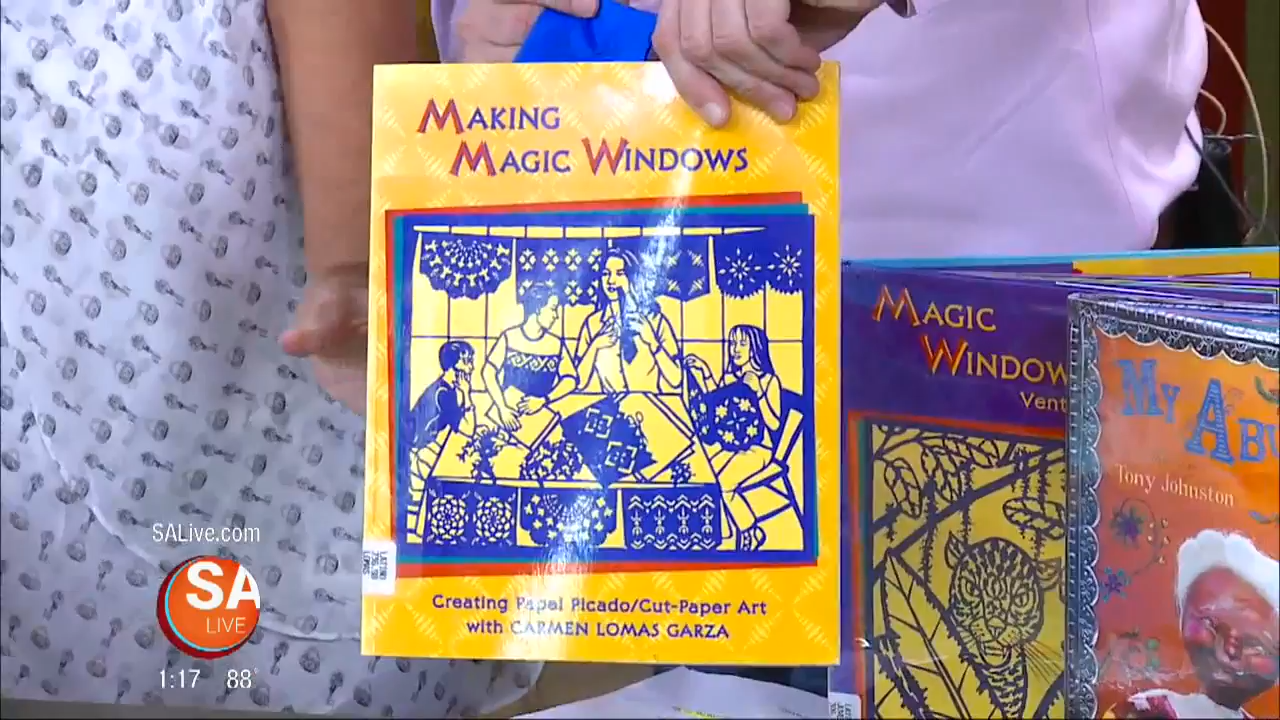 MAKING
MAGIC WINDOWS
Creating Papel Picado/Cut-Paper Art
with CARMEN LOMAS GARZA
MAGIC
WINDOW
Vent
MY ABU
Tony Johnston
SALive.com
SA
LIVE
1:17 88°